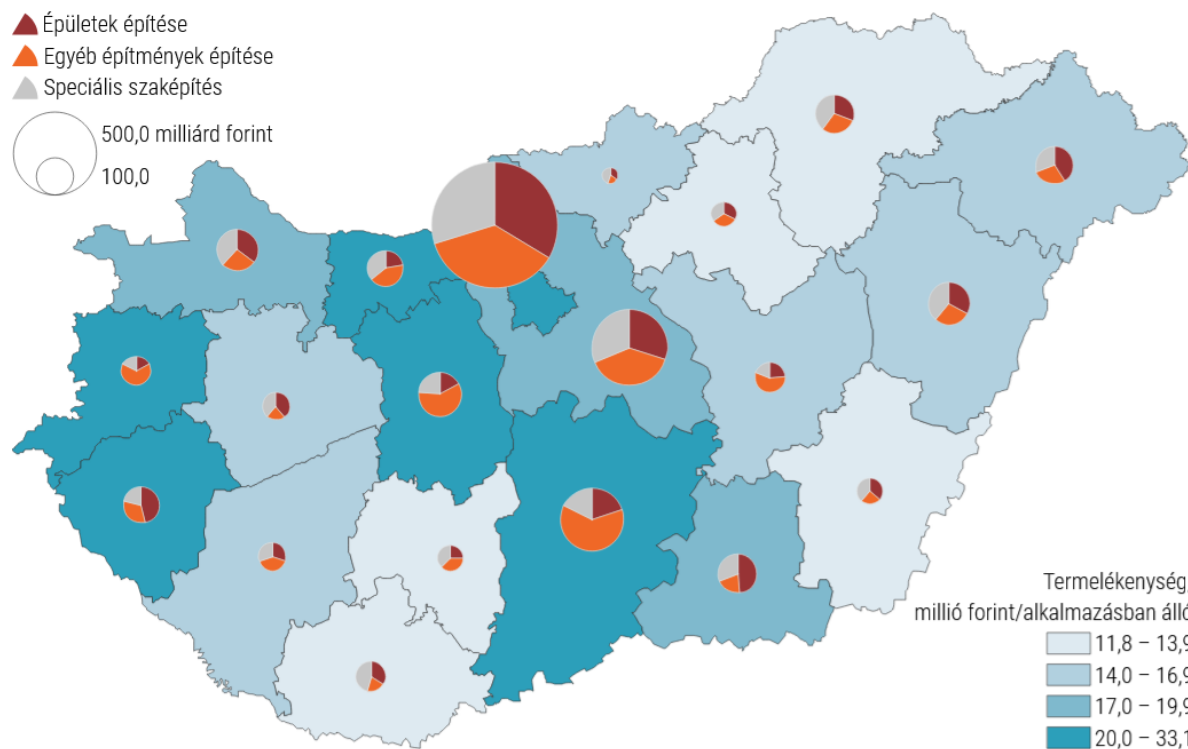 Épületek építése
Egyéb építmények építése
Speciális szaképítés
500,0 milliárd forint
100,0
Termelékenység,
millió forint/alkalmazásban álló
11,8 – 13,9
14,0 – 16,9
17,0 – 19,9
20,0 – 33,1